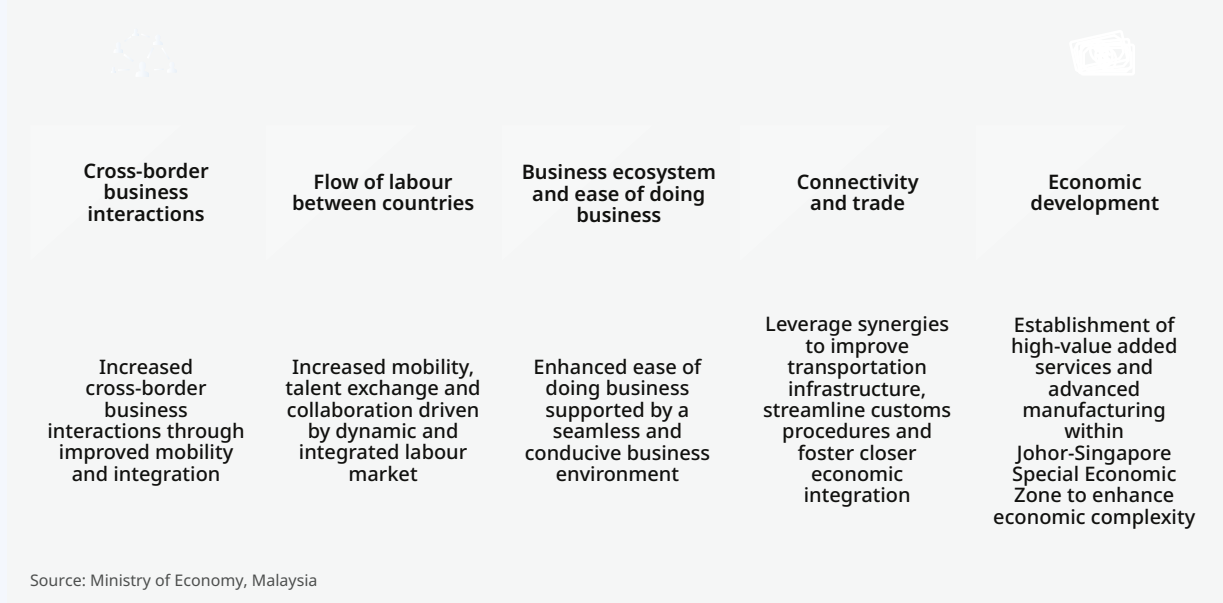 Cross-border
business
interactions
Flow of labour
between countries
Business ecosystem
and ease of doing
business
Connectivity
and trade
Economic
development
Increased
cross-border
business
interactions through
improved mobility
and integration
Increased mobility,
talent exchange and
collaboration driven
by dynamic and
integrated labour
market
Enhanced ease of
doing business
supported by a
seamless and
conducive business
environment
Leverage synergies
to improve
transportation
infrastructure,
streamline customs
procedures and
foster closer
economic
integration
Establishment of
high-value added
services and
advanced
manufacturing
within
Johor-Singapore
Special Economic
Zone to enhance
economic complexity
Source: Ministry of Economy, Malaysia